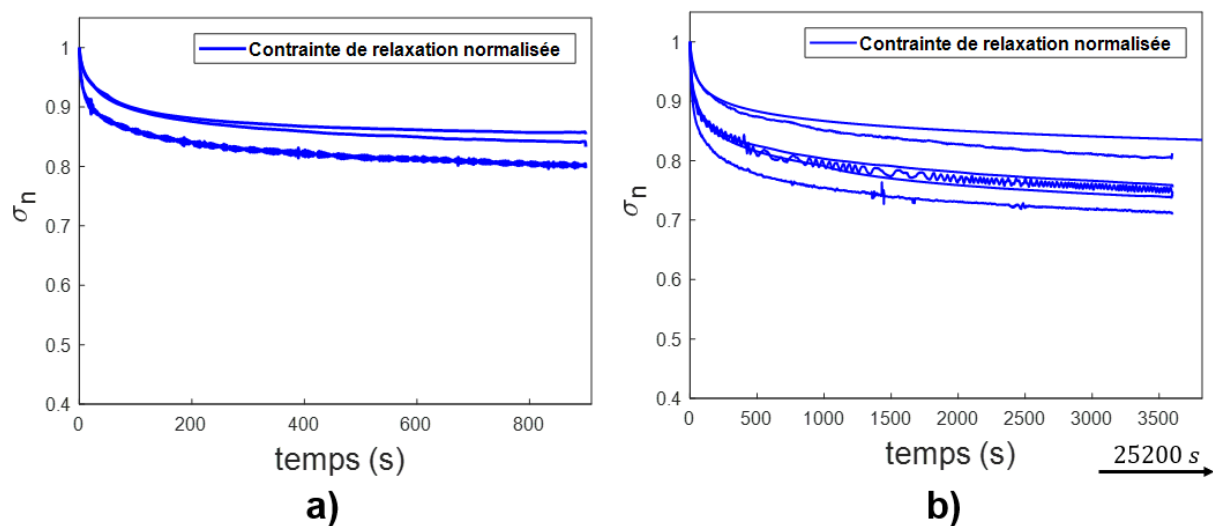 Contrainte de relaxation normalisée
1
0.9
0.8
0.7
0.6
0.5
0.4
σn
0 200 400 600 800
temps (s)
a)
Contrainte de relaxation normalisée
1
0.9
0.8
0.7
0.6
0.5
0.4
σn
0 500 1000 1500 2000 2500 3000 3500
temps (s)
25200 s
b)